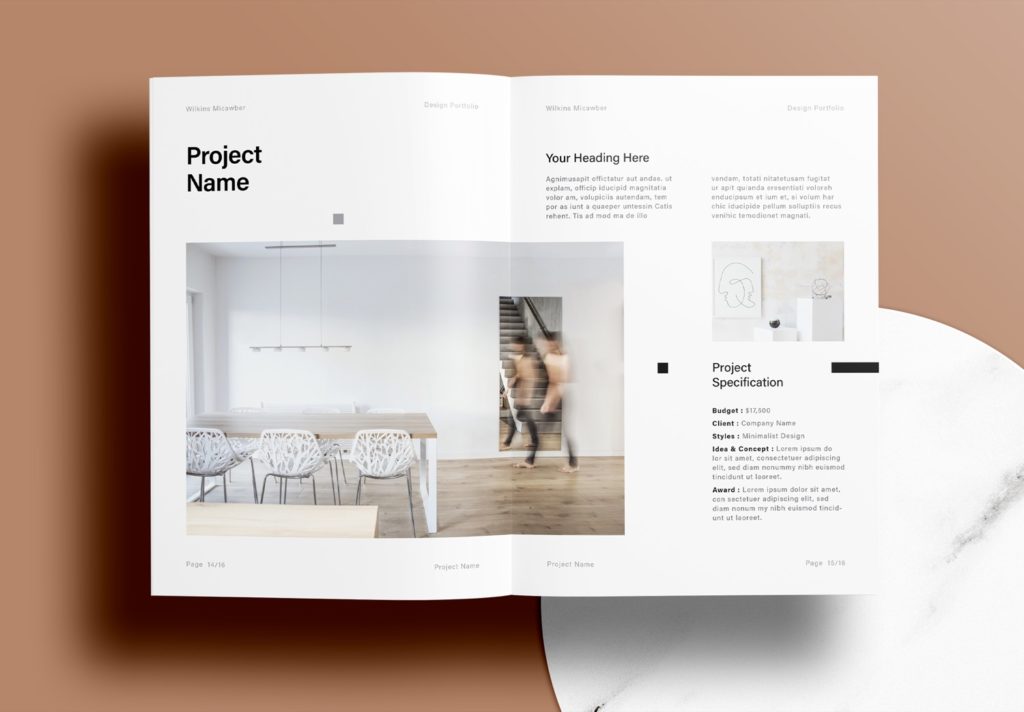 Wilkins Micawber
Design Portfolio
Project
Name
Page 14/16
Project Name
Wilkins Micawber
Design Portfolio
Your Heading Here
Agnimusapit offictatur aut andae. ut
explam, officip iducipid magnitatia
volor am, volupiciis autendam, tem
por as iunt a quaeper untessin Catis
rehent. Tis ad mod ma de illo
vendam, totati nitatetusam fugitat
ur apit quianda eresentisti voloreh
enducipsum et ium et, si volum har
chic iducipide pellum solluptiis recus
venihic temodionet magnati.
Project
Specification
Budget : $17,500
Client : Company Name
Styles : Minimalist Design
Idea & Concept : Lorem ipsum do
lor sit amet, consectetuer adipiscing
elit, sed diam nonummy nibh euismod
tincidunt ut laoreet.
Award : Lorem ipsum dolor sit amet,
con sectetuer adipiscing elit, sed
diam nonum my nibh euismod tincid-
unt ut laoreet.
Project Name
Page 15/16